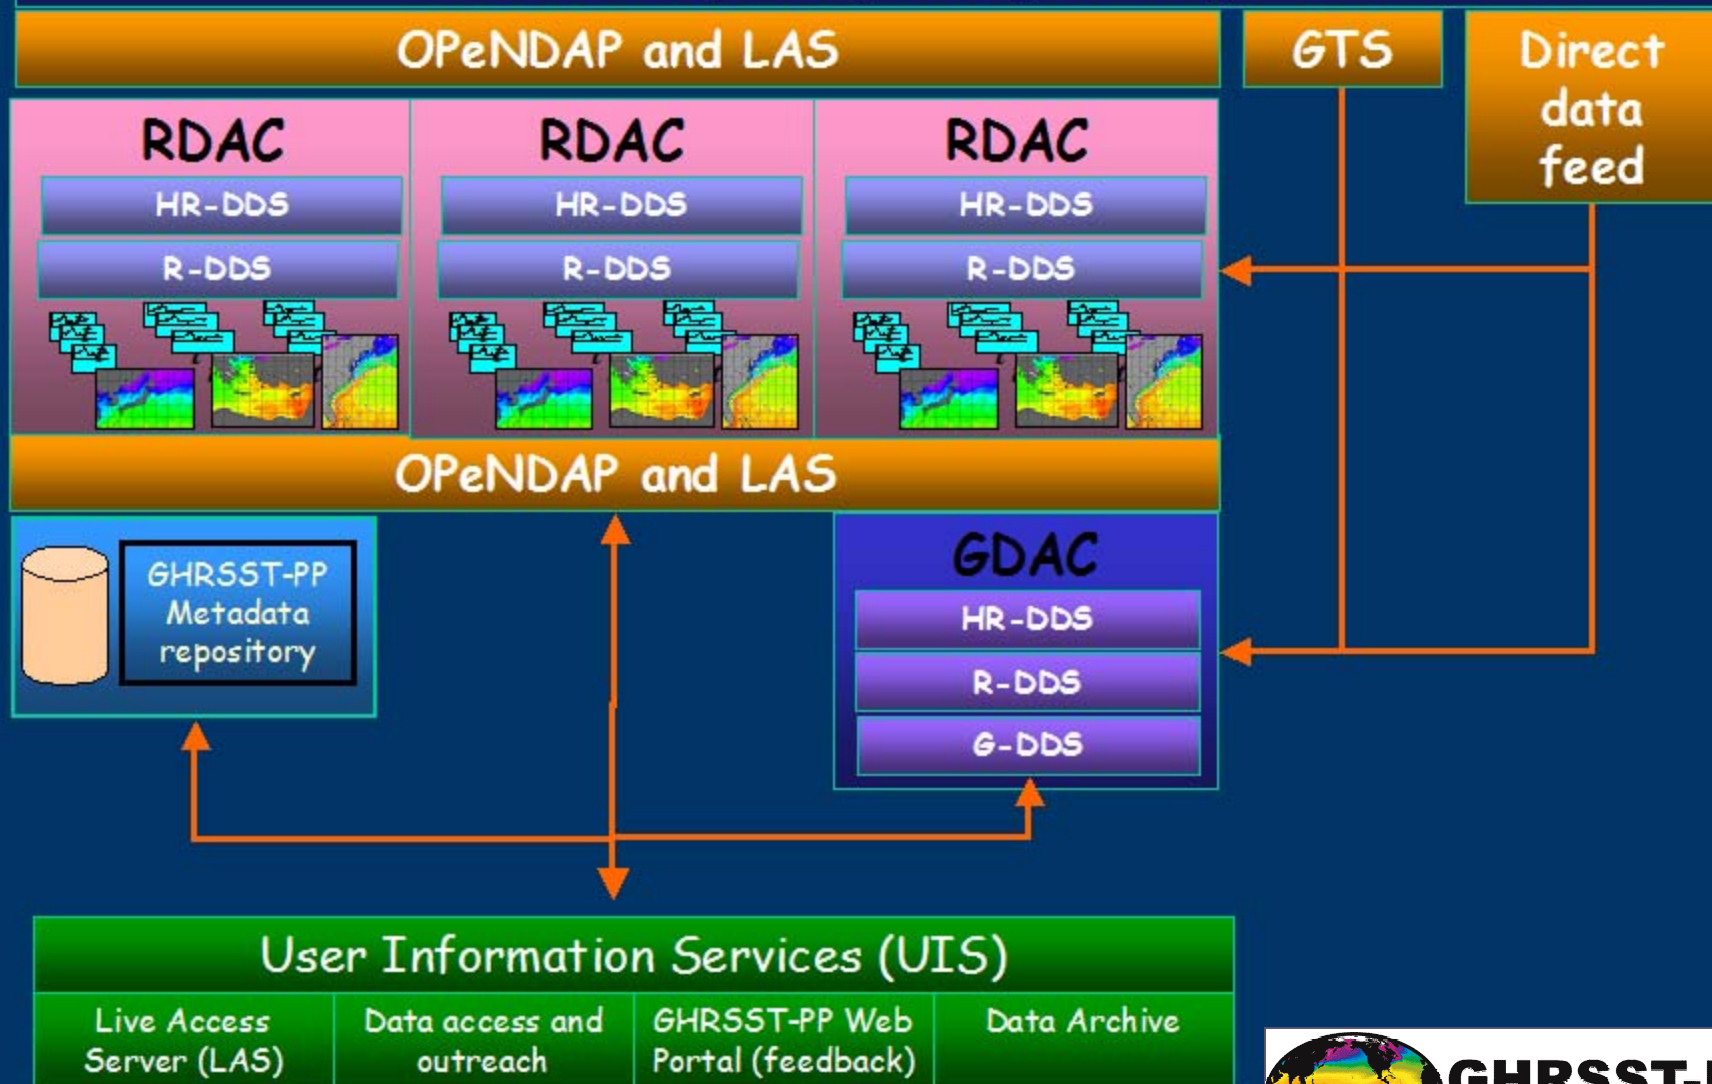 OPeNDAP and LAS
GTS
Direct
data
feed
RDAC
RDAC
RDAC
HR-DDS
HR-DDS
HR-DDS
R-DDS
R-DDS
R-DDS
OPeNDAP and LAS
GHRSST-PP
Metadata
repository
GDAC
HR-DDS
R-DDS
G-DDS
User Information Services (UIS)
Live Access
Server (LAS)
Data access and
outreach
GHRSST-PP Web
Portal (feedback)
Data Archive